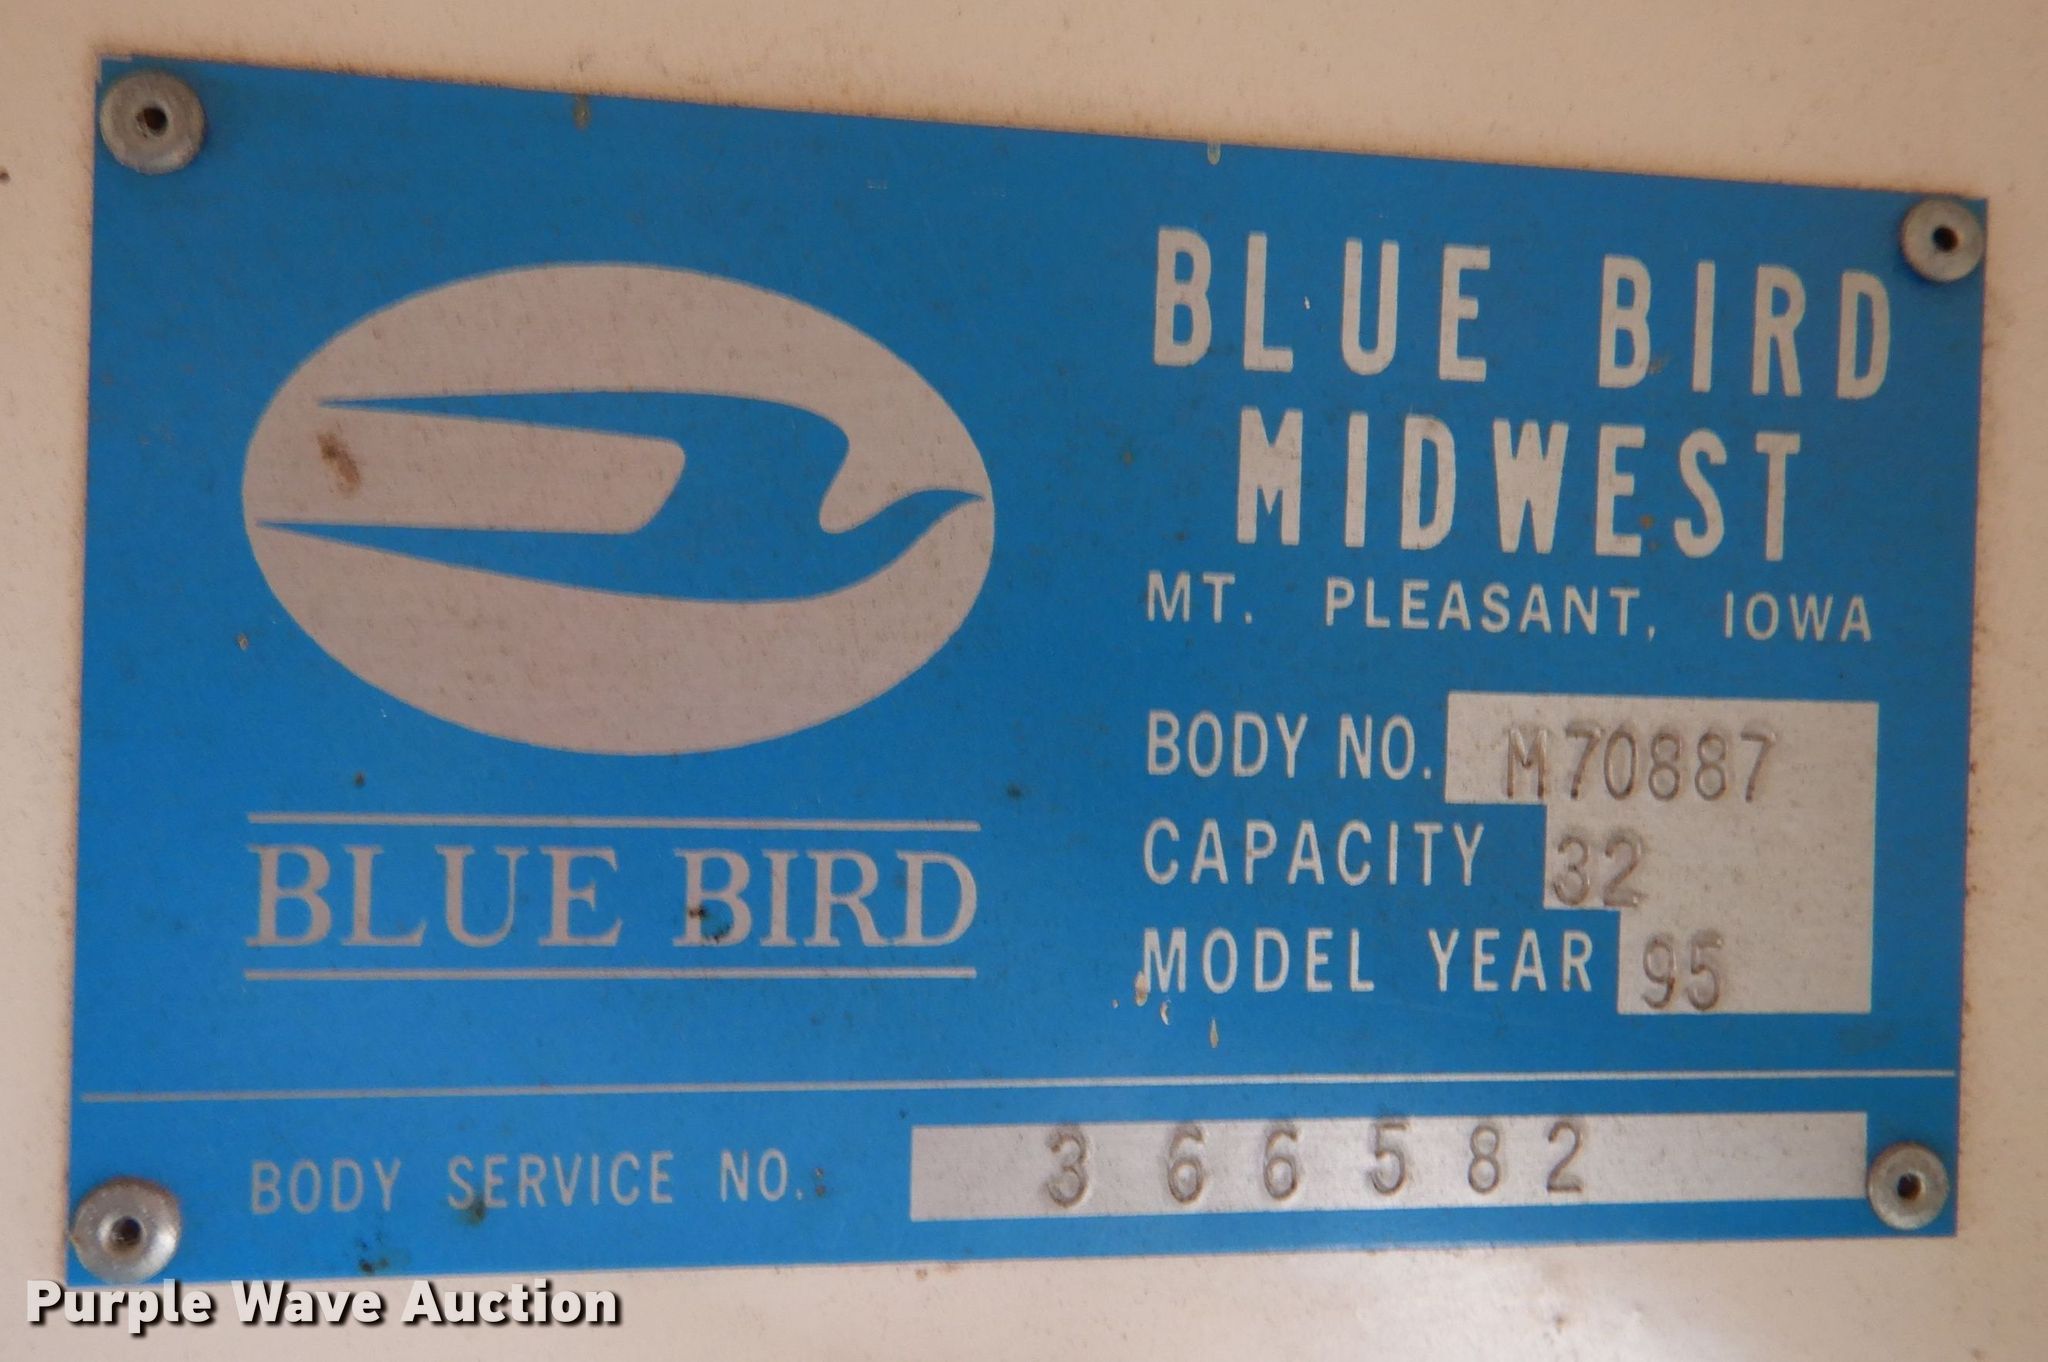 BLUE BIRD
MIDWEST
MT. PLEASANT, IOWA
BODY NO. M70887
CAPACITY 32
MODEL YEAR 95
BLUE BIRD
BODY SERVICE NO. 366582
Purple Wave Auction